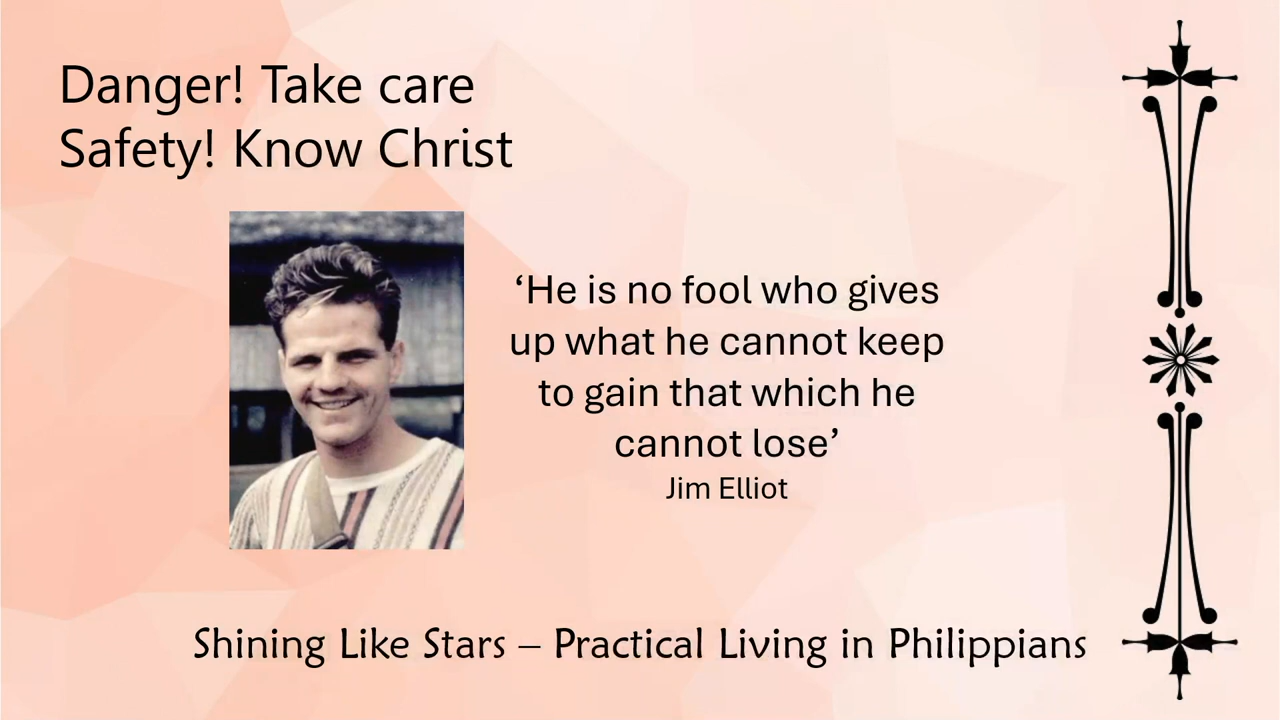 Danger! Take care
Safety! Know Christ
‘He is no fool who gives
up what he cannot keep
to gain that which he
cannot lose’
Jim Elliot
Shining Like Stars – Practical Living in Philippians